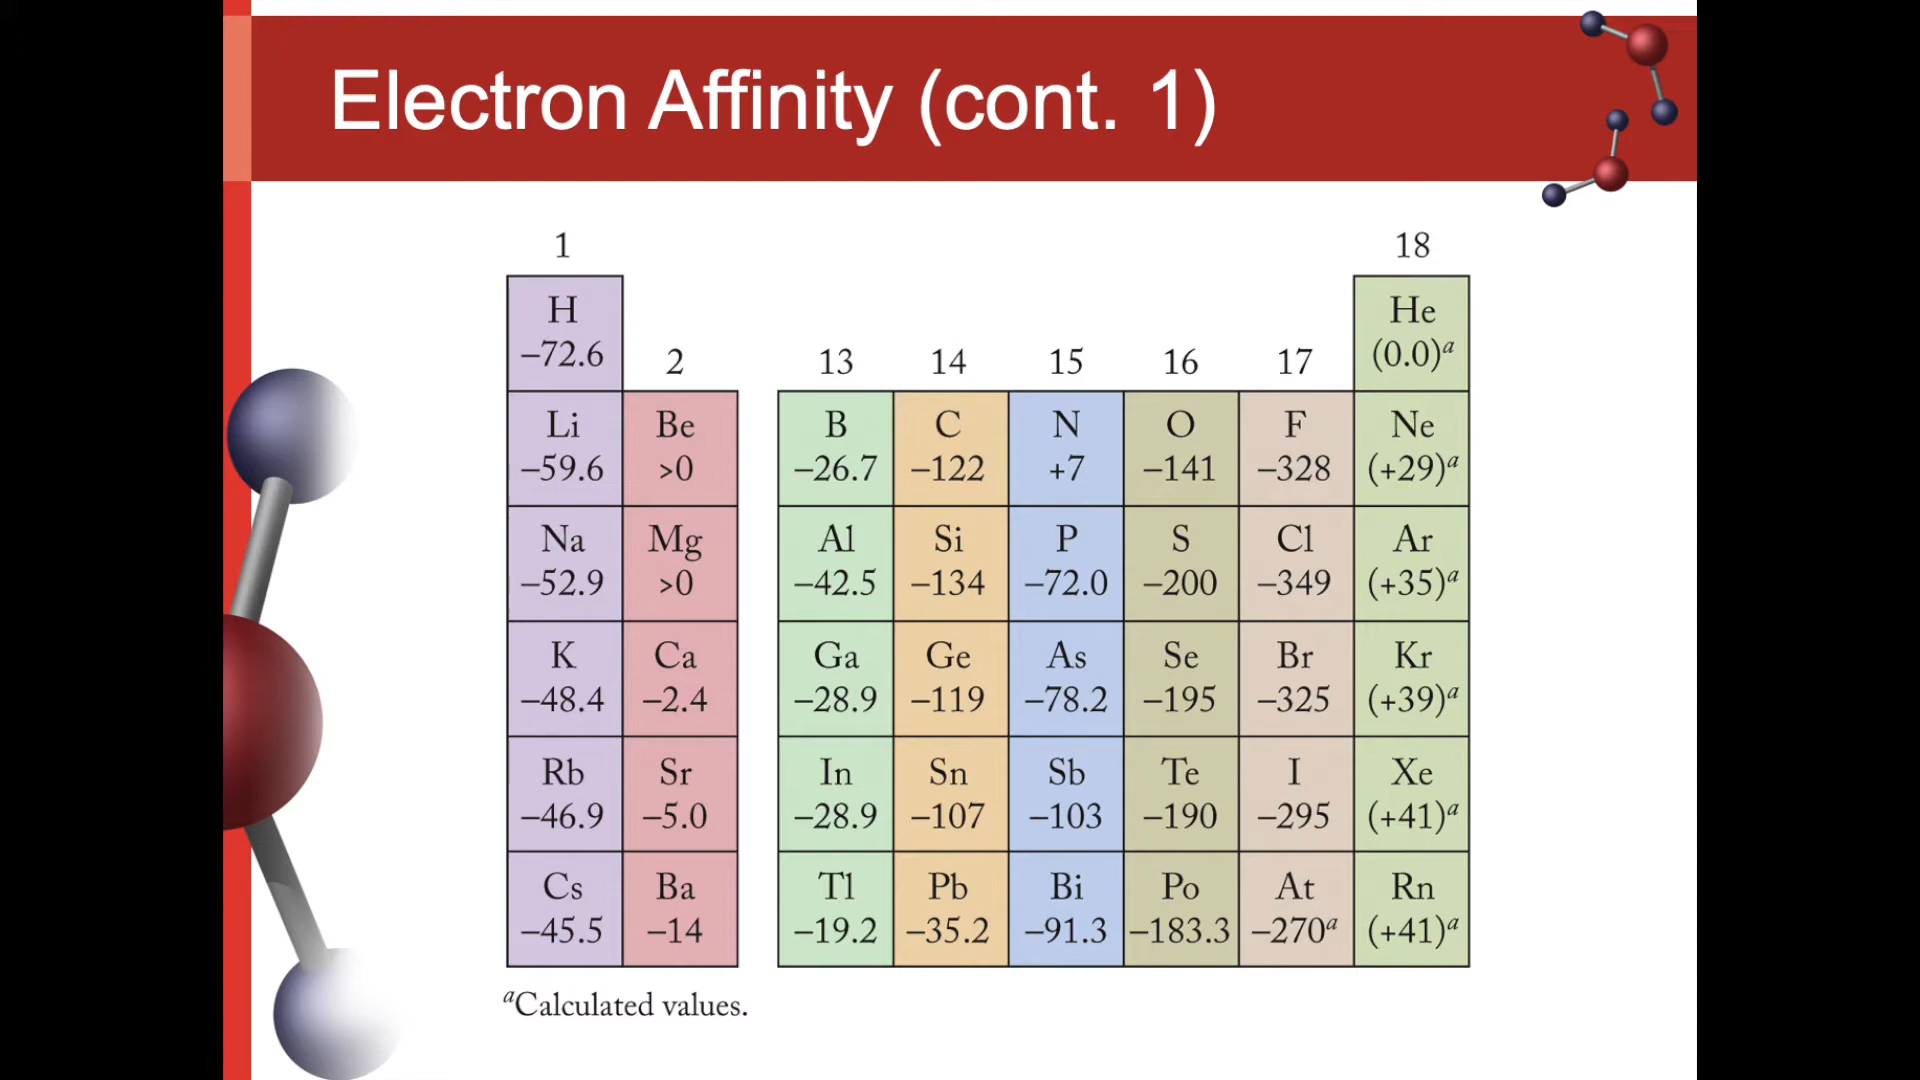 Electron Affinity (cont. 1)
1 18
H He
–72.6 (0.0)ᵃ
2 13 14 15 16 17
Li Be B C N O F Ne
–59.6 >0 –26.7 –122 +7 –141 –328 (+29)ᵃ
Na Mg Al Si P S Cl Ar
–52.9 >0 –42.5 –134 –72.0 –200 –349 (+35)ᵃ
K Ca Ga Ge As Se Br Kr
–48.4 –2.4 –28.9 –119 –78.2 –195 –325 (+39)ᵃ
Rb Sr In Sn Sb Te I Xe
–46.9 –5.0 –28.9 –107 –103 –190 –295 (+41)ᵃ
Cs Ba Tl Pb Bi Po At Rn
–45.5 –14 –19.2 –35.2 –91.3 –183.3 –270ᵃ (+41)ᵃ
ᵃCalculated values.